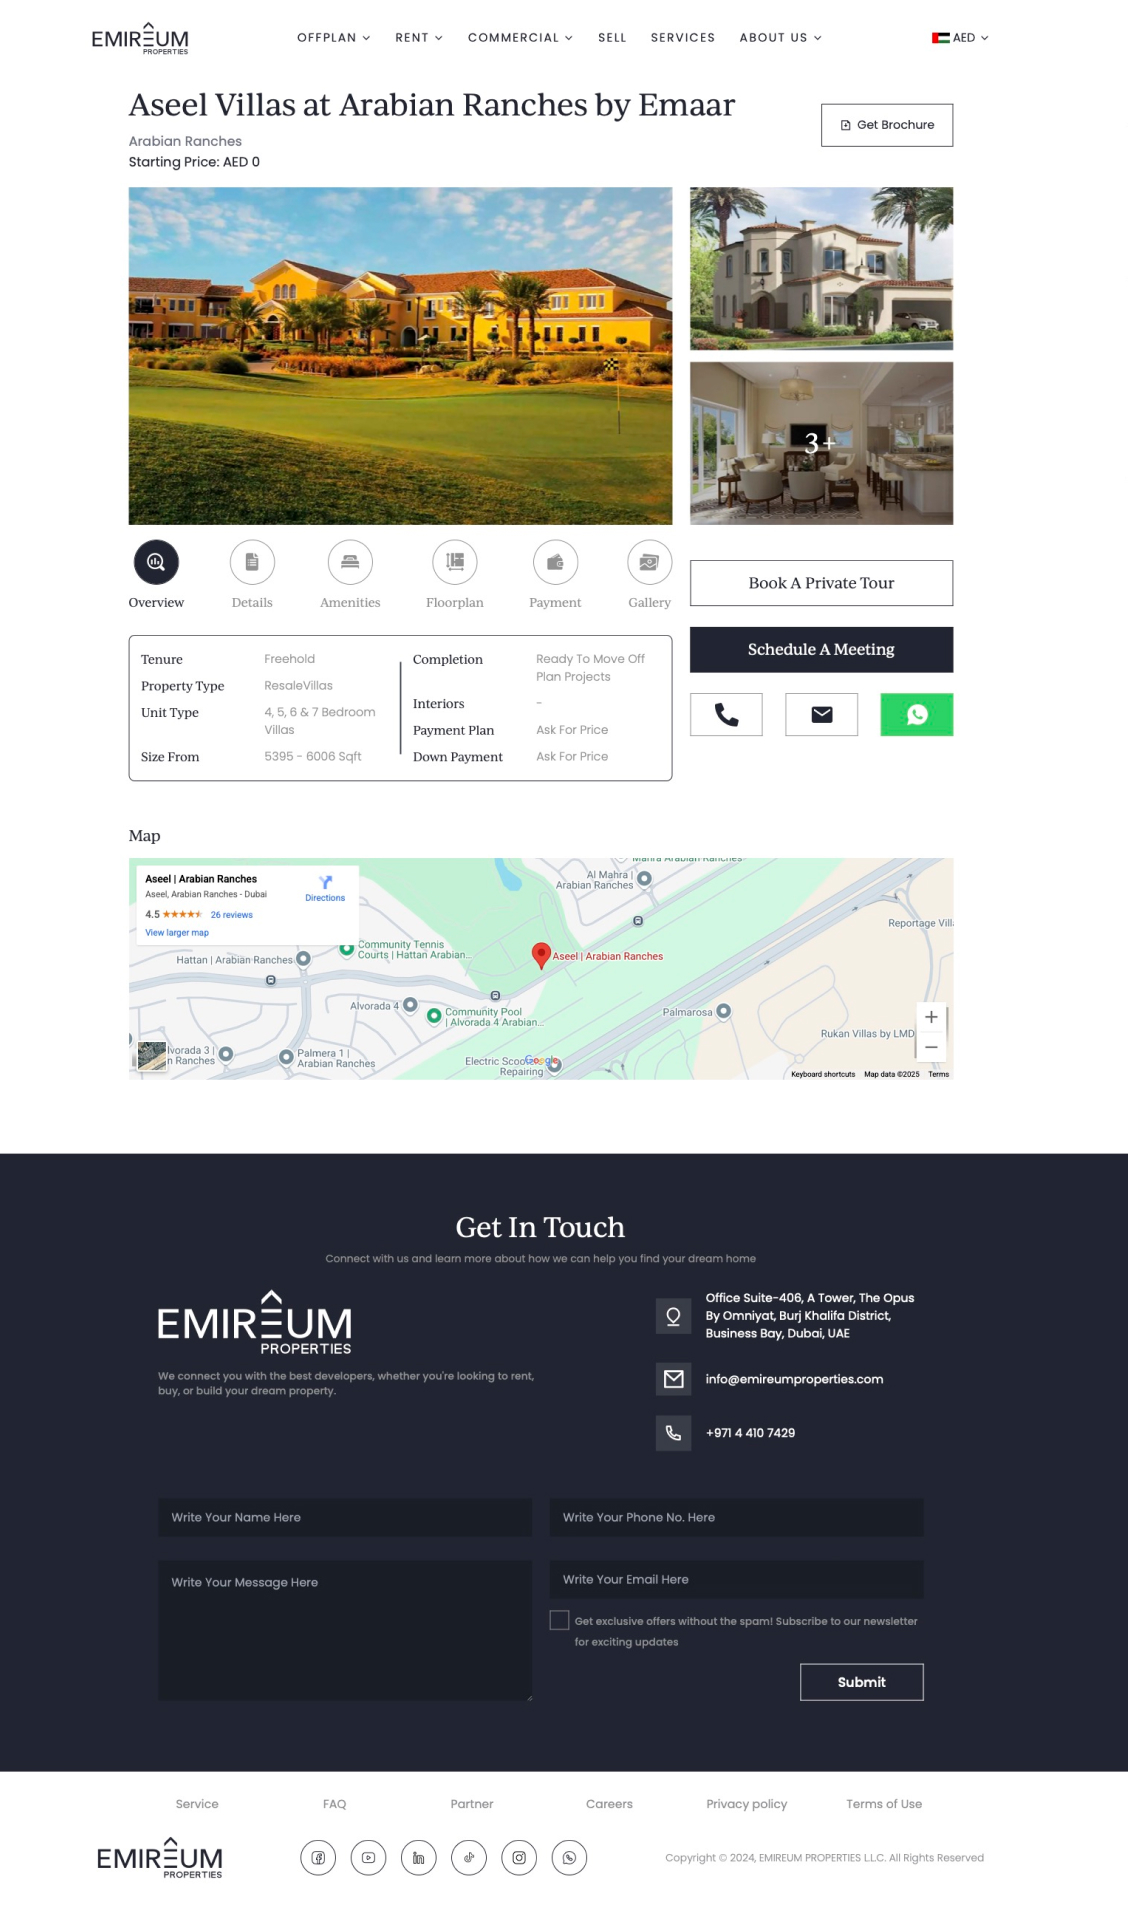 EMIREUM
PROPERTIES
OFFPLAN
RENT
COMMERCIAL
SELL
SERVICES
ABOUT US
AED
Aseel Villas at Arabian Ranches by Emaar
Arabian Ranches
Starting Price: AED 0
Get Brochure
3+
Overview
Details
Amenities
Floorplan
Payment
Gallery
Book A Private Tour
Schedule A Meeting
Tenure
Freehold
Property Type
ResaleVillas
Unit Type
4, 5, 6 & 7 Bedroom
Villas
Size From
5395 - 6006 Sqft
Completion
Ready To Move Off
Plan Projects
Interiors
-
Payment Plan
Ask For Price
Down Payment
Ask For Price
Map
Aseel | Arabian Ranches
Aseel, Arabian Ranches - Dubai
4.5
26 reviews
View larger map
Directions
Mahra Arabian Ranches
Al Mahra |
Arabian Ranches
Reportage Vill
Community Tennis
Courts | Hattan Arabian...
Hattan | Arabian Ranches
Aseel | Arabian Ranches
Alvorada 4
Community Pool
| Alvorada 4 Arabian...
Palmarosa
Rukan Villas by LMD
lvorada 3 |
n Ranches
Palmera 1 |
Arabian Ranches
Electric Scoo
Repairing
Google
Keyboard shortcuts
Map data ©2025
Terms
Get In Touch
Connect with us and learn more about how we can help you find your dream home
EMIREUM
PROPERTIES
We connect you with the best developers, whether you're looking to rent,
buy, or build your dream property.
Office Suite-406, A Tower, The Opus
By Omniyat, Burj Khalifa District,
Business Bay, Dubai, UAE
info@emireumproperties.com
+971 4 410 7429
Write Your Name Here
Write Your Phone No. Here
Write Your Message Here
Write Your Email Here
Get exclusive offers without the spam! Subscribe to our newsletter
for exciting updates
Submit
Service
FAQ
Partner
Careers
Privacy policy
Terms of Use
EMIREUM
PROPERTIES
Copyright © 2024, EMIREUM PROPERTIES L.L.C. All Rights Reserved